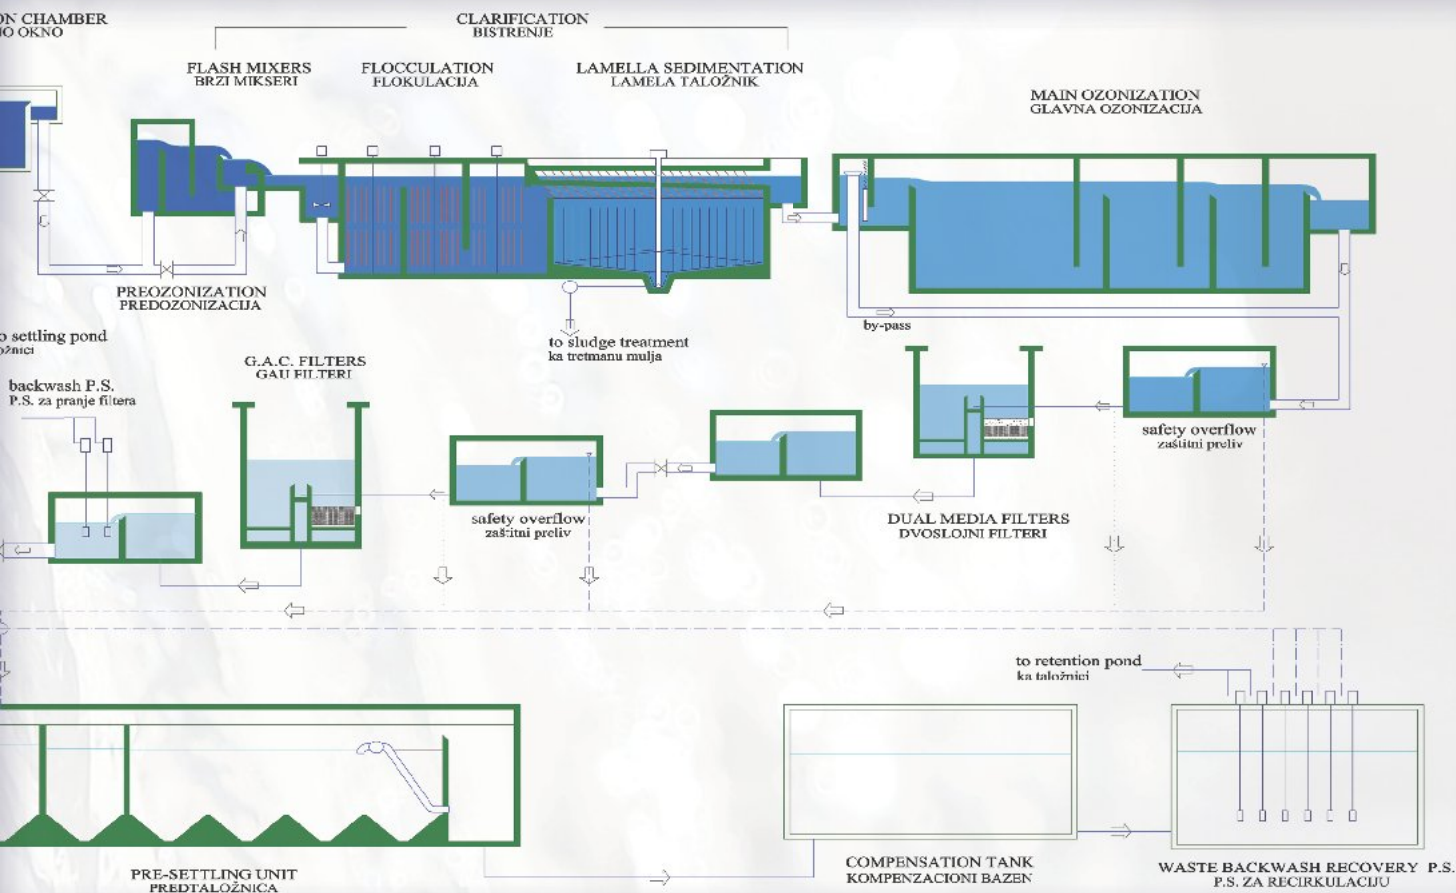 ON CHAMBER
NO OKNO
CLARIFICATION
BISTRENJE
FLASH MIXERS
BRZI MIKSERI
FLOCCULATION
FLOKULACIJA
LAMELLA SEDIMENTATION
LAMELA TALOŽNIK
MAIN OZONIZATION
GLAVNA OZONIZACIJA
PREOZONIZATION
PREDOZONIZACIJA
o settling pond
ožnici
to sludge treatment
ka tretmanu mulja
by-pass
G.A.C. FILTERS
GAU FILTERI
backwash P.S.
P.S. za pranje filtera
safety overflow
zaštitni preliv
safety overflow
zaštitni preliv
DUAL MEDIA FILTERS
DVOSLOJNI FILTERI
to retention pond
ka taložnici
PRE-SETTLING UNIT
PREDTALOŽNICA
COMPENSATION TANK
KOMPENZACIONI BAZEN
WASTE BACKWASH RECOVERY P.S.
P.S. ZA RECIRKULACIJU